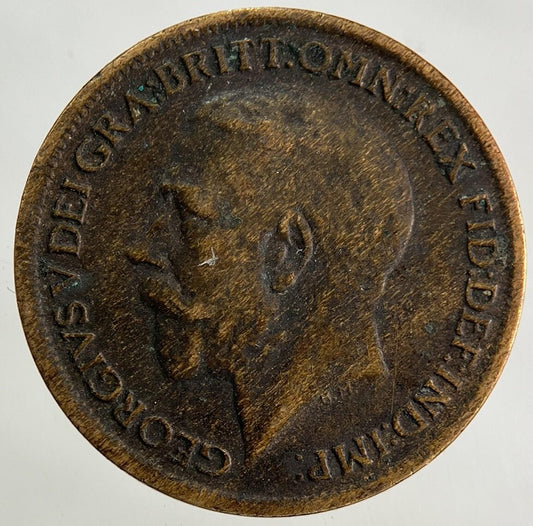 GEORGIVS V DEI GRA: BRITT: OMN: REX FID: DEF: IND: IMP: